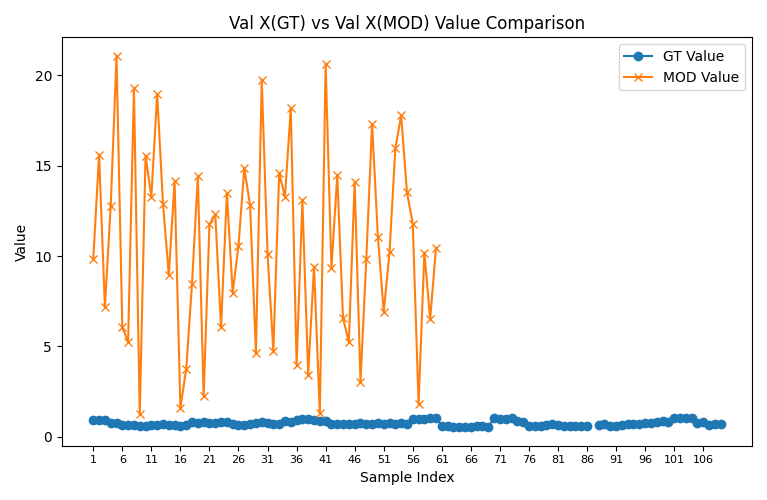 Val X(GT) vs Val X(MOD) Value Comparison
GT Value
MOD Value
Value
20
15
10
5
0
1 6 11 16 21 26 31 36 41 46 51 56 61 66 71 76 81 86 91 96 101 106
Sample Index